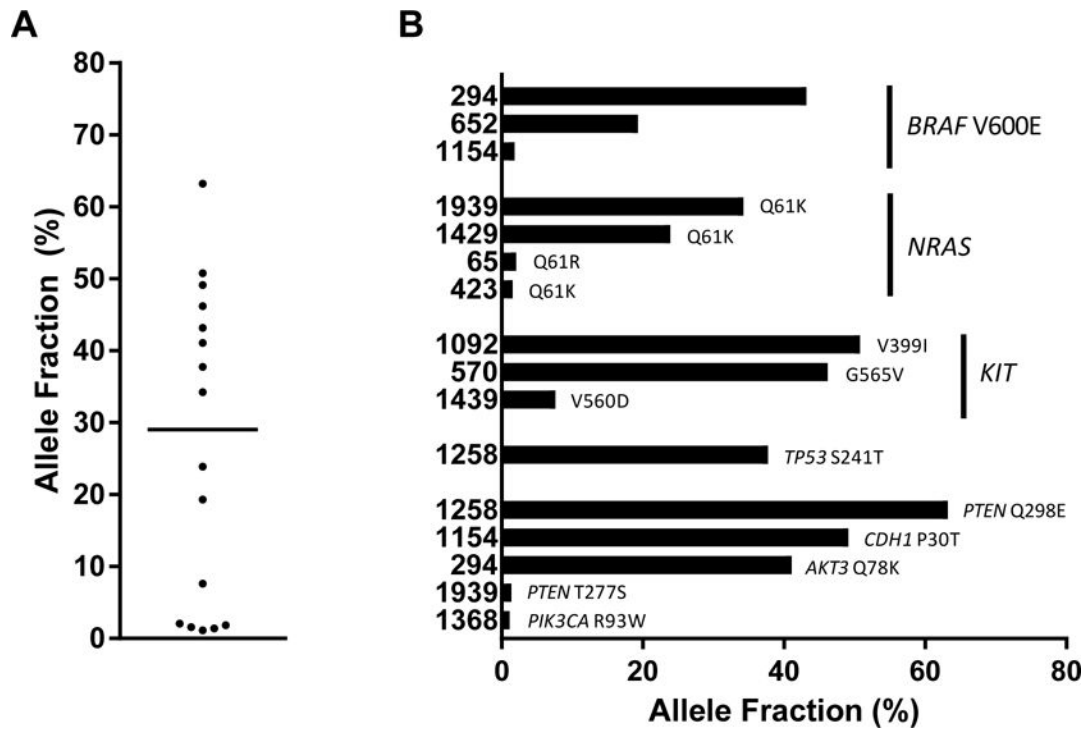 A
Allele Fraction (%)
80
70
60
50
40
30
20
10
0
B
294
652
1154
BRAF V600E
1939 Q61K
1429 Q61K
65 Q61R
423 Q61K
NRAS
1092 V399I
570 G565V
1439 V560D
KIT
1258 TP53 S241T
1258 PTEN Q298E
1154 CDH1 P30T
294 AKT3 Q78K
1939 PTEN T277S
1368 PIK3CA R93W
0 20 40 60 80
Allele Fraction (%)